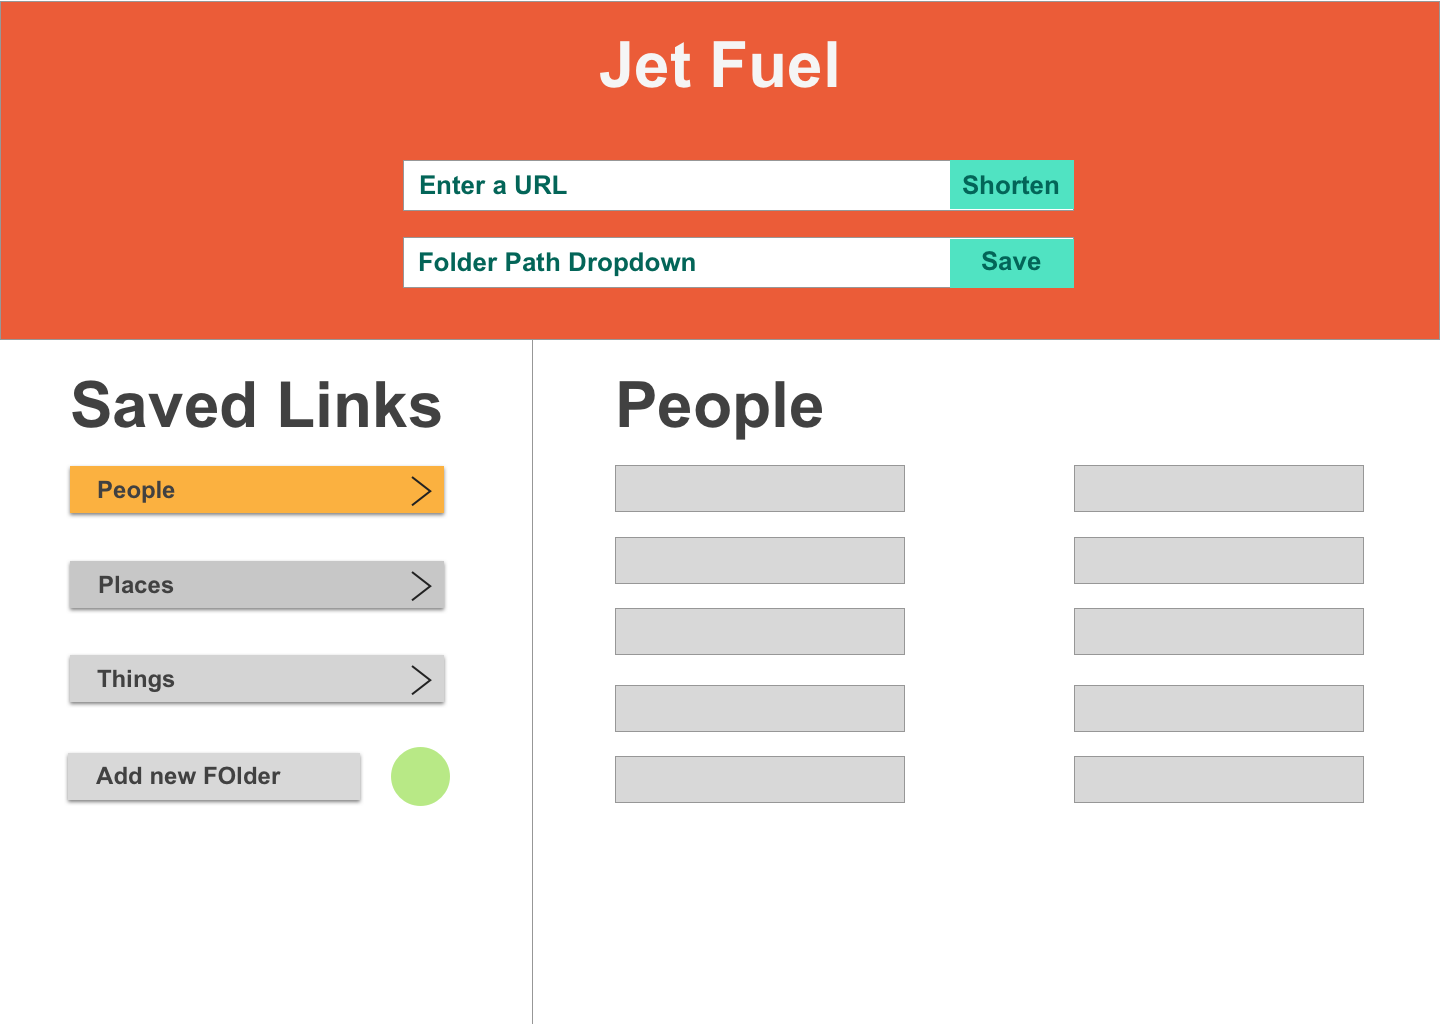 Jet Fuel
Enter a URL
Shorten
Folder Path Dropdown
Save
Saved Links
People
Places
Things
Add new FOlder
People